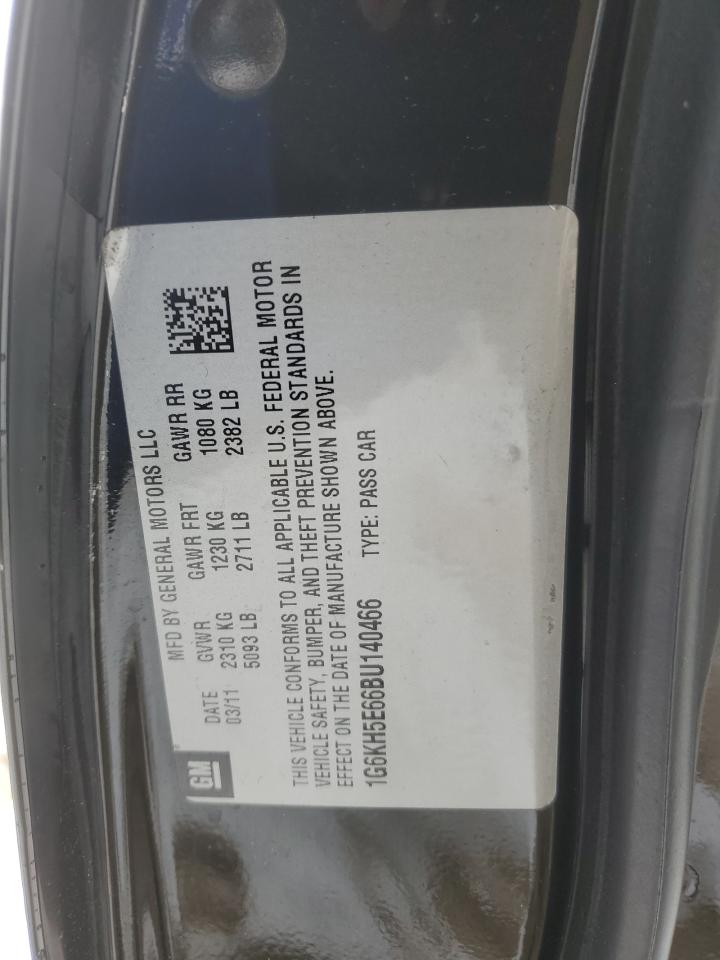 GM
MFD BY GENERAL MOTORS LLC
DATE GVWR GAWR FRT GAWR RR
03/11 2310 KG 1230 KG 1080 KG
5093 LB 2711 LB 2382 LB
THIS VEHICLE CONFORMS TO ALL APPLICABLE U.S. FEDERAL MOTOR
VEHICLE SAFETY, BUMPER, AND THEFT PREVENTION STANDARDS IN
EFFECT ON THE DATE OF MANUFACTURE SHOWN ABOVE.
1G6KH5E66BU140466 TYPE: PASS CAR